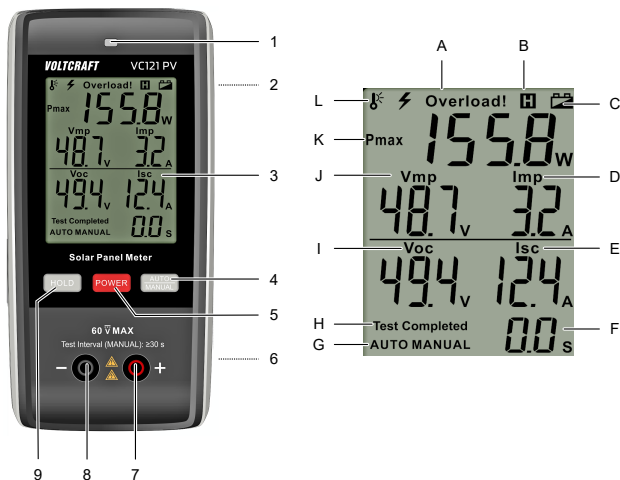 1
VOLTCRAFT VC121 PV
2
Overload! H
Pmax 155.8 W
Vmp Imp
48.7 V 3.2 A
3
Voc Isc
49.4 V 12.4 A
Test Completed
AUTO MANUAL 0.0 s
Solar Panel Meter
HOLD POWER AUTO/MANUAL
4
5
60 V MAX
Test Interval (MANUAL): ≥30 s
6
− +
9 8 7
A B
L Overload! H C
K Pmax 155.8 W
J Vmp Imp D
48.7 V 3.2 A
I Voc Isc E
49.4 V 12.4 A
H Test Completed F
G AUTO MANUAL 0.0 s